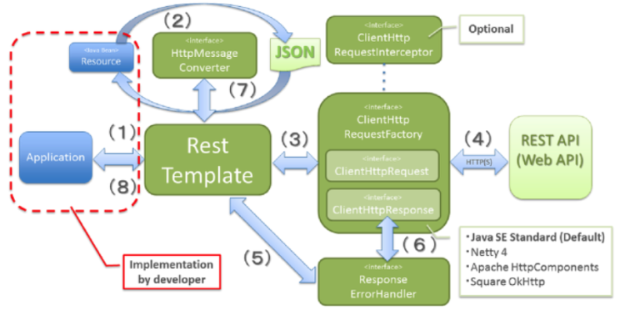 (2)
<Java Bean>
Resource
<interface>
HttpMessage
Converter
JSON
<interface>
ClientHttp
RequestInterceptor
Optional
(7)
(1)
Application
(8)
Rest
Template
(3)
<interface>
ClientHttp
RequestFactory
<interface>
ClientHttpRequest
<interface>
ClientHttpResponse
(4)
HTTP(S)
REST API
(Web API)
(5)
(6)
Implementation
by developer
<interface>
Response
ErrorHandler
•Java SE Standard (Default)
•Netty 4
•Apache HttpComponents
•Square OkHttp